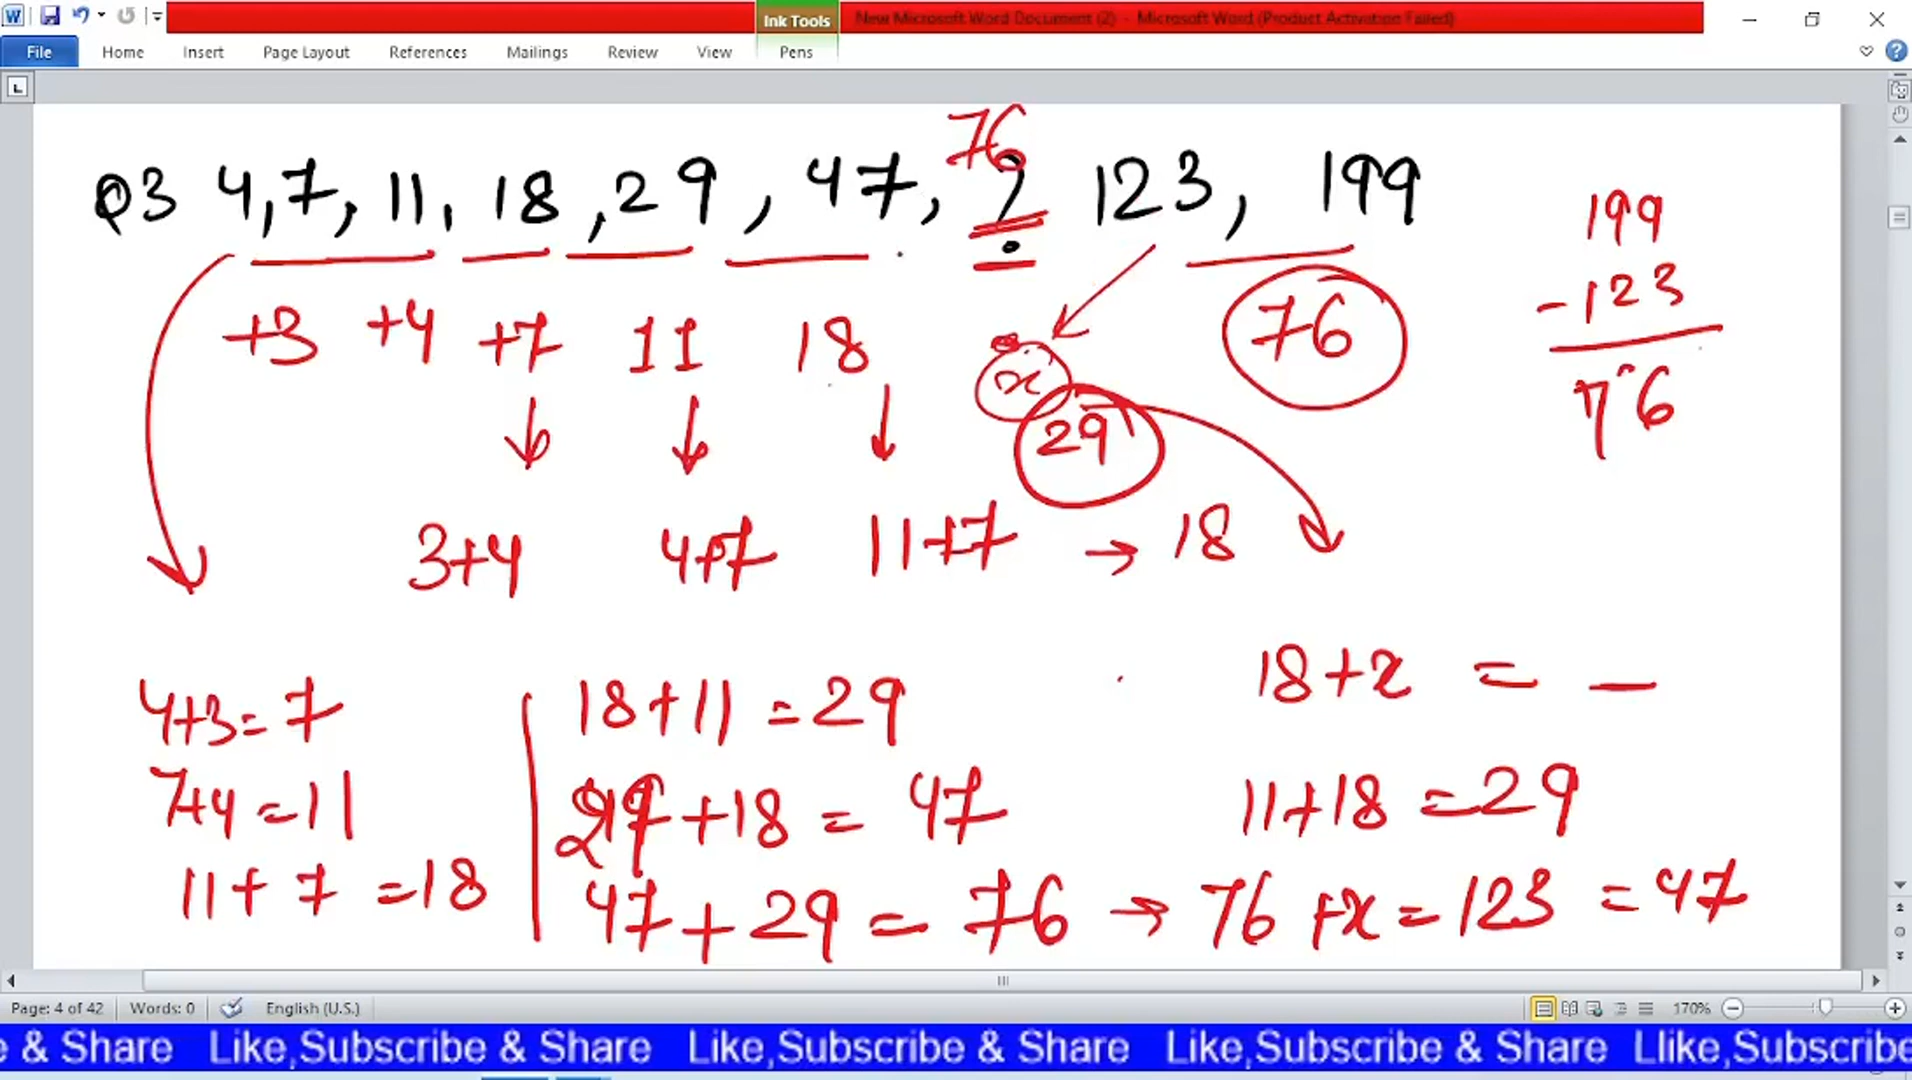 Ink Tools
New Microsoft Word Document (2) - Microsoft Word (Product Activation Failed)
File Home Insert Page Layout References Mailings Review View Pens
76
Q3 4,7, 11, 18, 29, 47, ? 123, 199
199
-123
76
+3 +4 +7 11 18 x 76
29
3+4 4+7 11+7 → 18
18+x = _
4+3=7 18+11=29
11+18=29
7+4=11 29+18=47
11+7=18 47+29=76 → 76+x=123=47
Page: 4 of 42 Words: 0 English (U.S.) 170%
e & Share Like,Subscribe & Share Like,Subscribe & Share Like,Subscribe & Share Llike,Subscribe